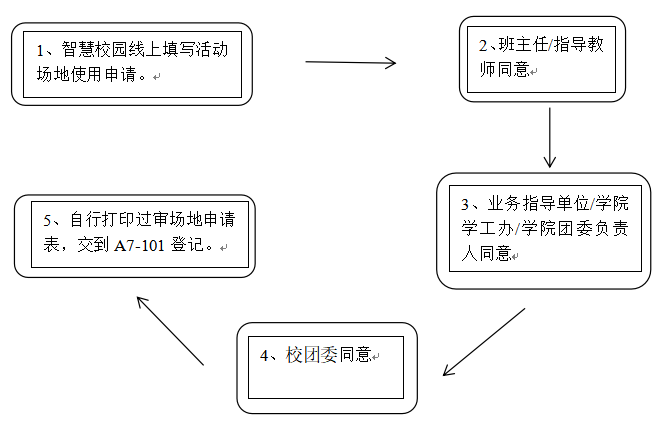 1、智慧校园线上填写活动
场地使用申请。
2、班主任/指导教
师同意
3、业务指导单位/学院
学工办/学院团委负责
人同意
4、校团委同意
5、自行打印过审场地申请
表，交到 A7-101 登记。